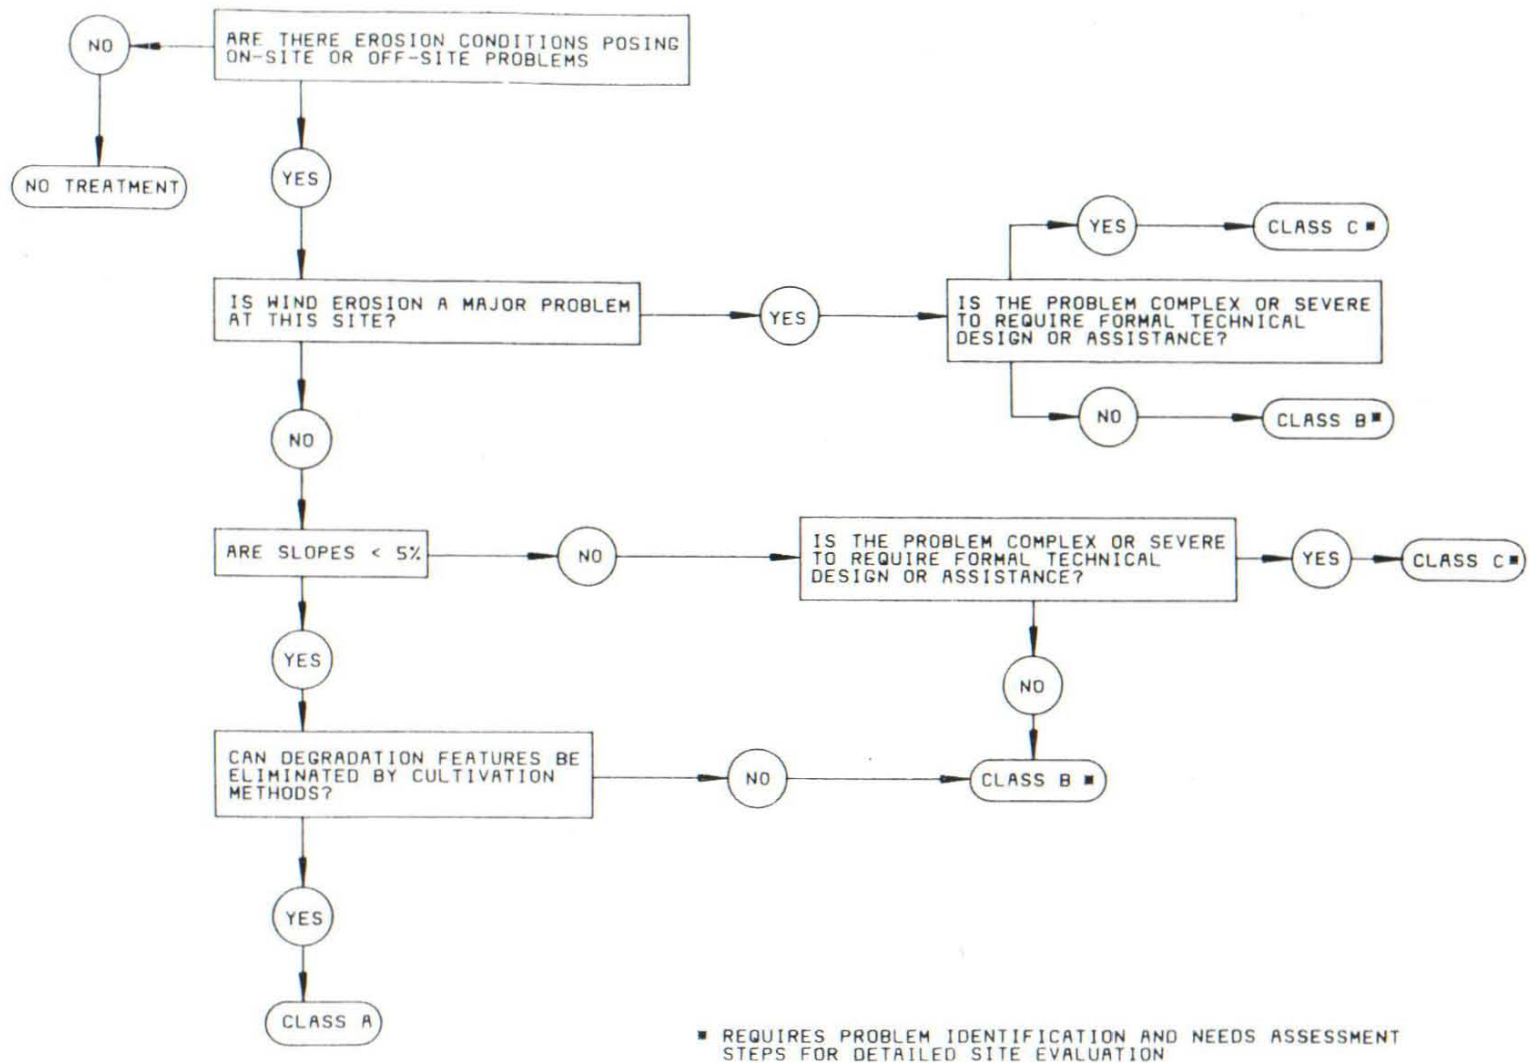 ARE THERE EROSION CONDITIONS POSING
ON-SITE OR OFF-SITE PROBLEMS
NO
NO TREATMENT
YES
IS WIND EROSION A MAJOR PROBLEM
AT THIS SITE?
YES
IS THE PROBLEM COMPLEX OR SEVERE
TO REQUIRE FORMAL TECHNICAL
DESIGN OR ASSISTANCE?
YES
CLASS C ■
NO
CLASS B ■
NO
ARE SLOPES < 5%
NO
IS THE PROBLEM COMPLEX OR SEVERE
TO REQUIRE FORMAL TECHNICAL
DESIGN OR ASSISTANCE?
YES
CLASS C ■
NO
CLASS B ■
YES
CAN DEGRADATION FEATURES BE
ELIMINATED BY CULTIVATION
METHODS?
NO
YES
CLASS A
■ REQUIRES PROBLEM IDENTIFICATION AND NEEDS ASSESSMENT
STEPS FOR DETAILED SITE EVALUATION